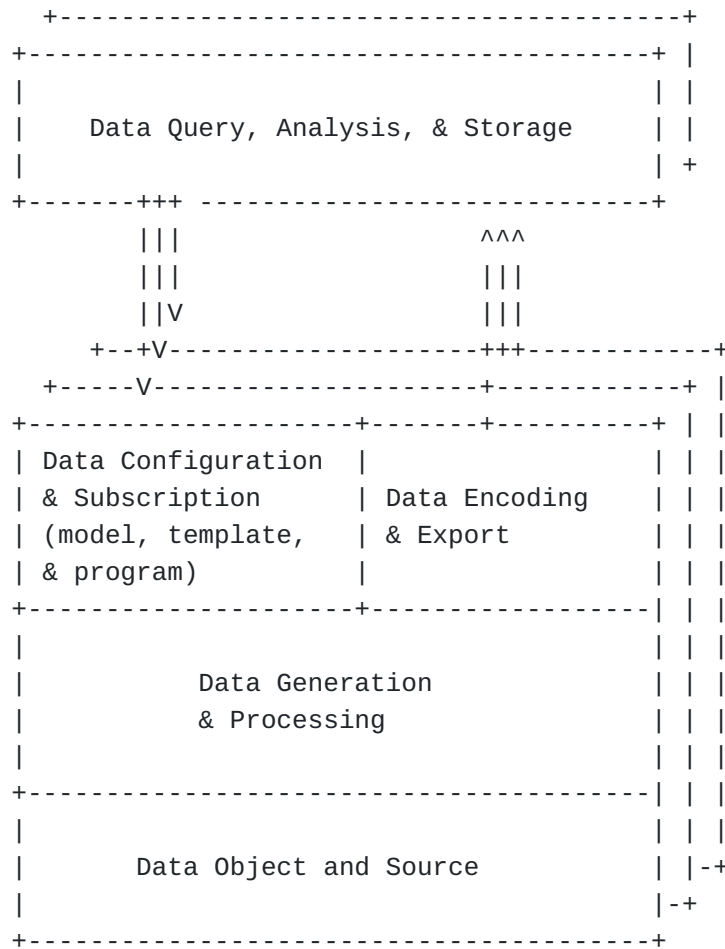 Data Query, Analysis, & Storage
Data Configuration
& Subscription
(model, template,
& program)
Data Encoding
& Export
Data Generation
& Processing
Data Object and Source